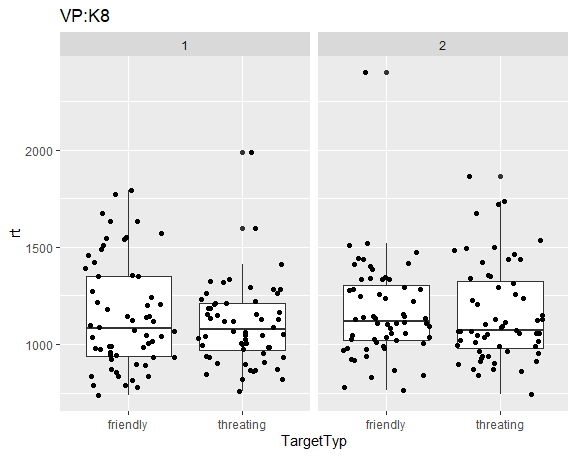 VP:K8
1 2
rt
2000
1500
1000
friendly threating friendly threating
TargetTyp